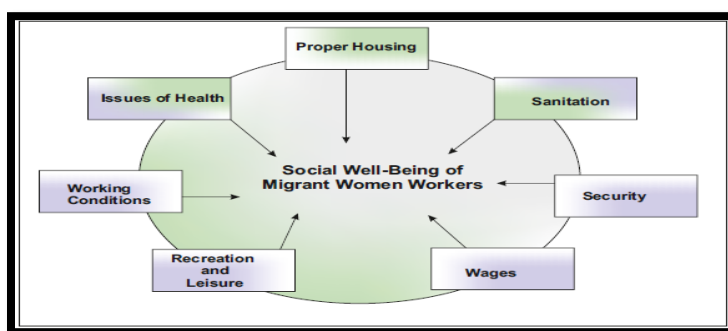 Proper Housing
Issues of Health
Sanitation
Social Well-Being of
Migrant Women Workers
Working
Conditions
Security
Recreation
and
Leisure
Wages